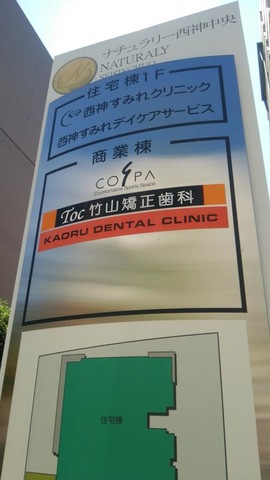 ナチュラリー西神中央
N
NATURALY
SEISINCHUO
住宅棟1F
西神すみれクリニック
西神すみれデイケアサービス
商業棟
COSPA
Comfortable Sports Space
Toc 竹山矯正歯科
KAORU DENTAL CLINIC
住宅棟